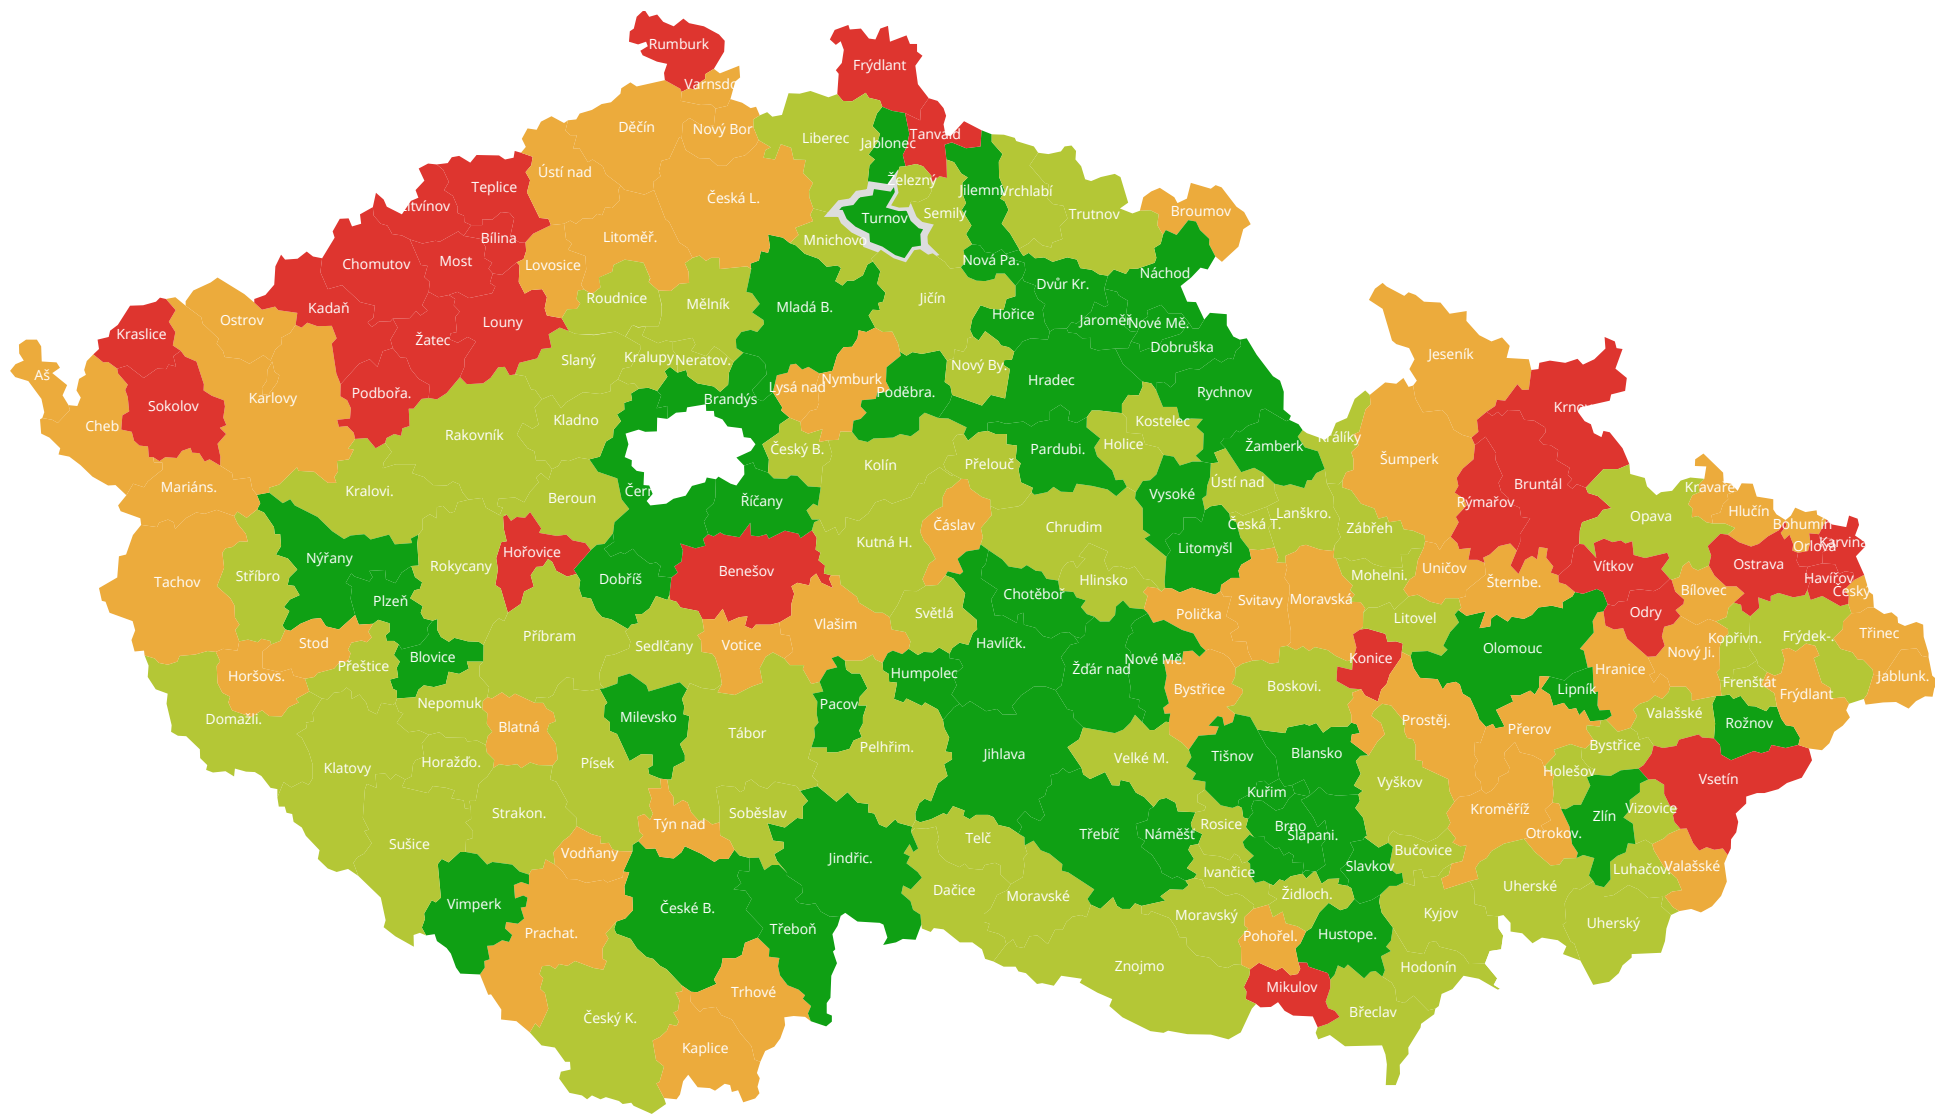 Rumburk
Frýdlant
Varnsdo
Děčín
Nový Bor
Liberec
Jablonec
Tanvald
Ústí nad
Teplice
Železný
Jilemni
Vrchlabí
Česká L.
Litvínov
Turnov
Semily
Trutnov
Broumov
Bílina
Litoměř.
Mnichovo
Most
Chomutov
Lovosice
Nová Pa.
Náchod
Dvůr Kr.
Kadaň
Roudnice
Mělník
Mladá B.
Jičín
Hořice
Ostrov
Louny
Jaroměř
Nové Mě.
Kraslice
Žatec
Dobruška
Jeseník
Slaný
Kralupy
Neratov.
Nový By.
Aš
Nymburk
Hradec
Lysá nad
Podbořa.
Poděbra.
Rychnov
Karlovy
Brandýs
Sokolov
Krnov
Cheb
Kladno
Kostelec
Rakovník
Králíky
Holice
Žamberk
Český B.
Pardubi.
Kolín
Přelouč
Šumperk
Mariáns.
Kralovi.
Ústí nad
Bruntál
Kravaře
Beroun
Čern
Říčany
Vysoké
Rýmařov
Hlučín
Lanškro.
Opava
Čáslav
Chrudim
Česká T.
Zábřeh
Bohumín
Kutná H.
Karviná
Orlová
Hořovice
Litomyšl
Nýřany
Rokycany
Vítkov
Ostrava
Uničov
Benešov
Stříbro
Mohelni.
Tachov
Dobříš
Hlinsko
Šternbe.
Havířov
Bílovec
Český
Chotěbor
Plzeň
Svitavy
Moravská
Světlá
Polička
Odry
Litovel
Vlašim
Příbram
Třinec
Frýdek-.
Kopřivn.
Stod
Havlíčk.
Sedlčany
Votice
Olomouc
Nový Ji.
Blovice
Nové Mě.
Konice
Přeštice
Žďár nad
Hranice
Humpolec
Horšovs.
Jablunk.
Frenštát
Boskovi.
Bystřice
Lipník
Frýdlant
Nepomuk
Pacov
Valašské
Domažli.
Milevsko
Prostěj.
Rožnov
Blatná
Přerov
Tábor
Pelhřim.
Bystřice
Jihlava
Blansko
Tišnov
Velké M.
Horažďo.
Písek
Klatovy
Holešov
Vsetín
Vyškov
Kuřim
Vizovice
Kroměříž
Strakon.
Soběslav
Zlín
Týn nad
Rosice
Brno
Otrokov.
Třebíč
Náměšť
Šlapani.
Telč
Sušice
Bučovice
Vodňany
Jindřic.
Slavkov
Valašské
Luhačov.
Ivančice
Uherské
Dačice
Židloch.
Moravské
Vimperk
České B.
Kyjov
Moravský
Uherský
Třeboň
Prachat.
Hustope.
Pohořel.
Znojmo
Hodonín
Mikulov
Trhové
Břeclav
Český K.
Kaplice